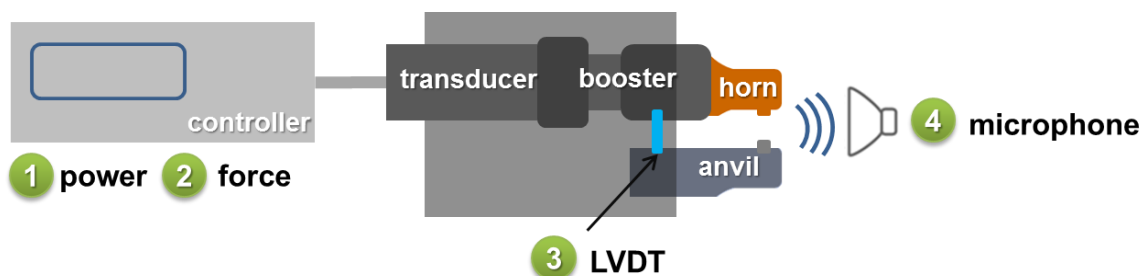 transducer
booster
horn
controller
4 microphone
1 power 2 force
anvil
3 LVDT